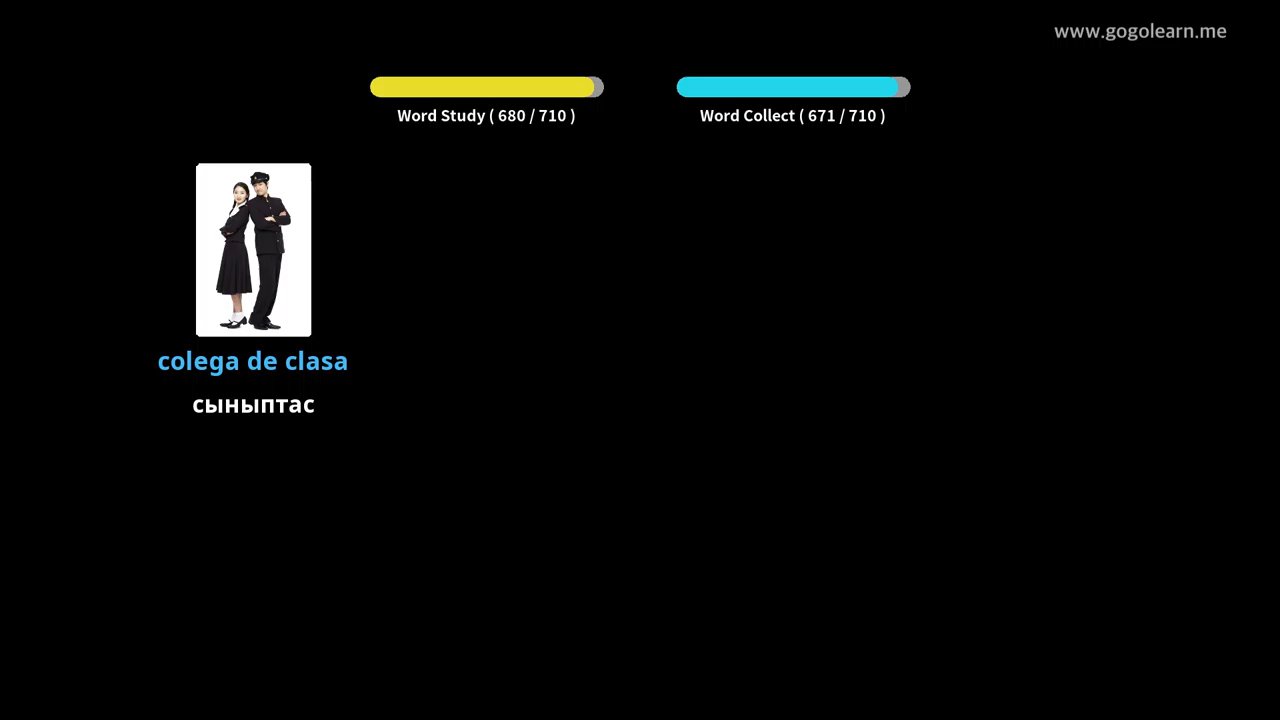 www.gogolearn.me
Word Study ( 680 / 710 )
Word Collect ( 671 / 710 )
colega de clasa
сыныптас